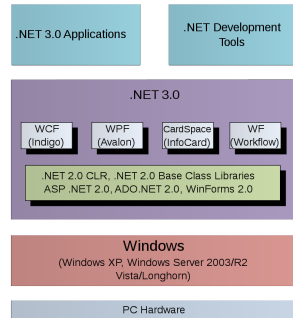 .NET 3.0 Applications
.NET Development
Tools
.NET 3.0
WCF
(Indigo)
WPF
(Avalon)
CardSpace
(InfoCard)
WF
(Workflow)
.NET 2.0 CLR, .NET 2.0 Base Class Libraries
ASP .NET 2.0, ADO.NET 2.0, WinForms 2.0
Windows
(Windows XP, Windows Server 2003/R2
Vista/Longhorn)
PC Hardware